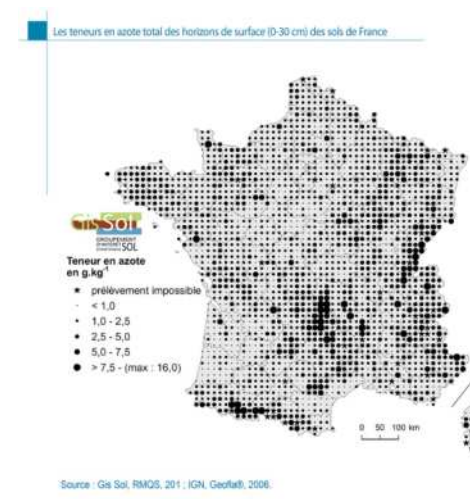 Les teneurs en azote total des horizons de surface (0-30 cm) des sols de France
Gis Sol
GROUPEMENT
SOL
Teneur en azote
en g.kg-1
prélèvement impossible
< 1,0
1,0 - 2,5
2,5 - 5,0
5,0 - 7,5
> 7,5 - (max : 16,0)
0 50 100 km
Source : Gis Sol, RMQS, 201 ; IGN, Geofla®, 2006.